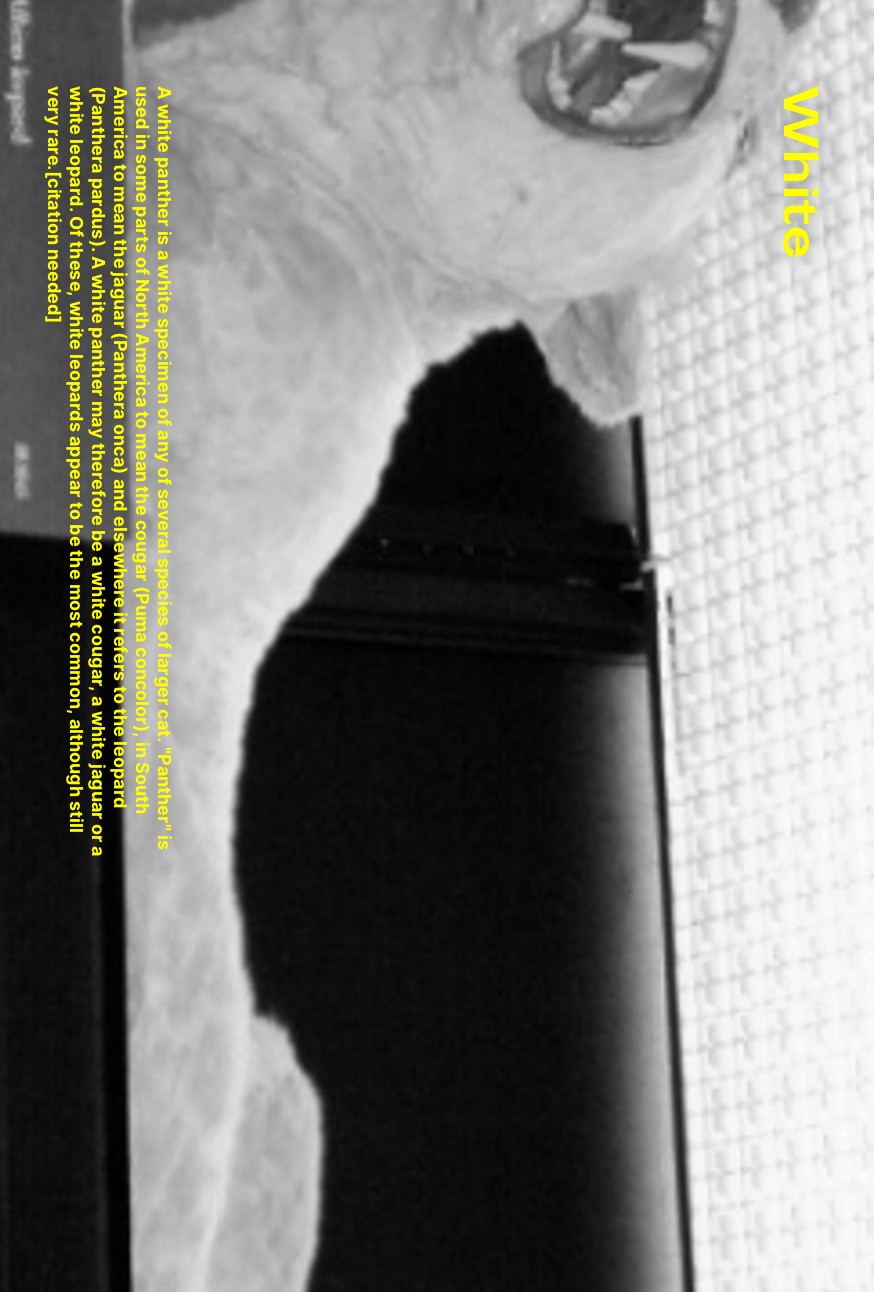 White
A white panther is a white specimen of any of several species of larger cat. "Panther" is
used in some parts of North America to mean the cougar (Puma concolor), in South
America to mean the jaguar (Panthera onca) and elsewhere it refers to the leopard
(Panthera pardus). A white panther may therefore be a white cougar, a white jaguar or a
white leopard. Of these, white leopards appear to be the most common, although still
very rare.[citation needed]